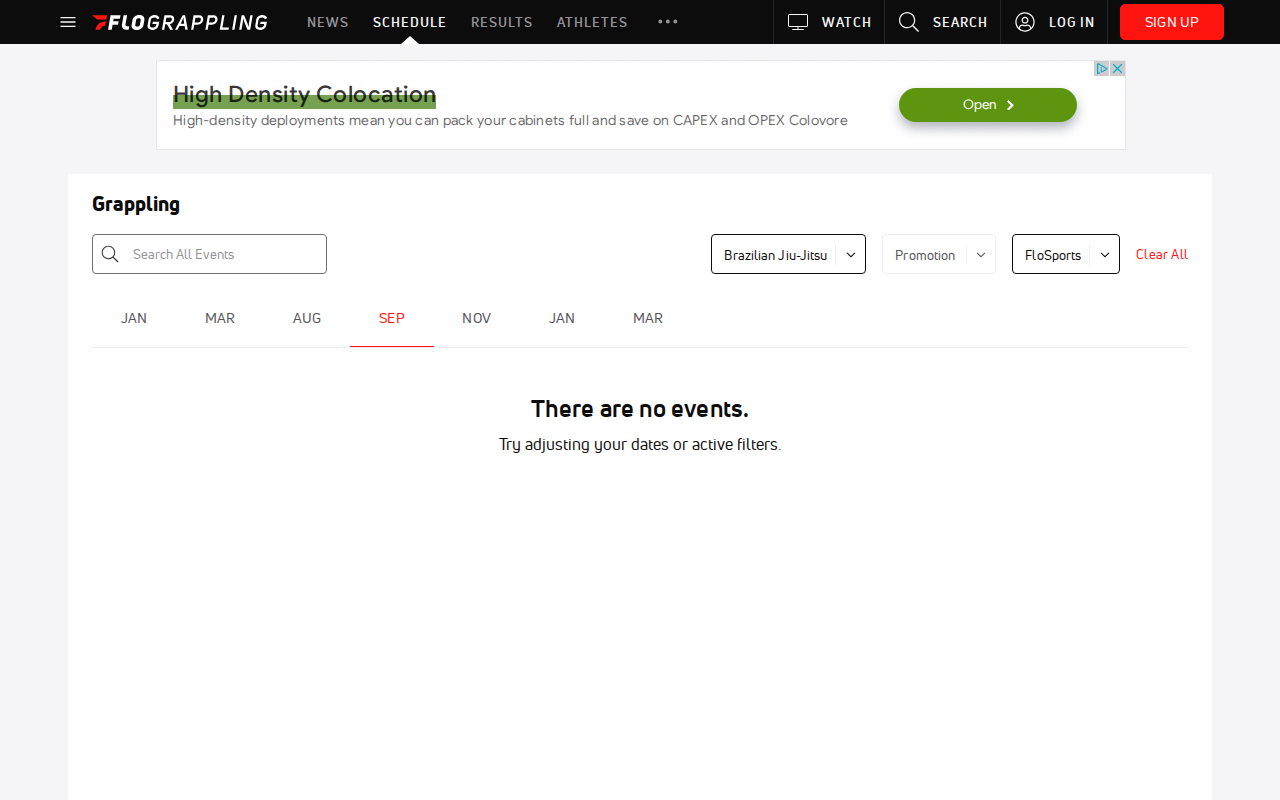 FLOGRAPPLING NEWS SCHEDULE RESULTS ATHLETES WATCH SEARCH LOG IN SIGN UP
High Density Colocation
High-density deployments mean you can pack your cabinets full and save on CAPEX and OPEX Colovore
Open
Grappling
Search All Events Brazilian Jiu-Jitsu Promotion FloSports Clear All
JAN MAR AUG SEP NOV JAN MAR
There are no events.
Try adjusting your dates or active filters.